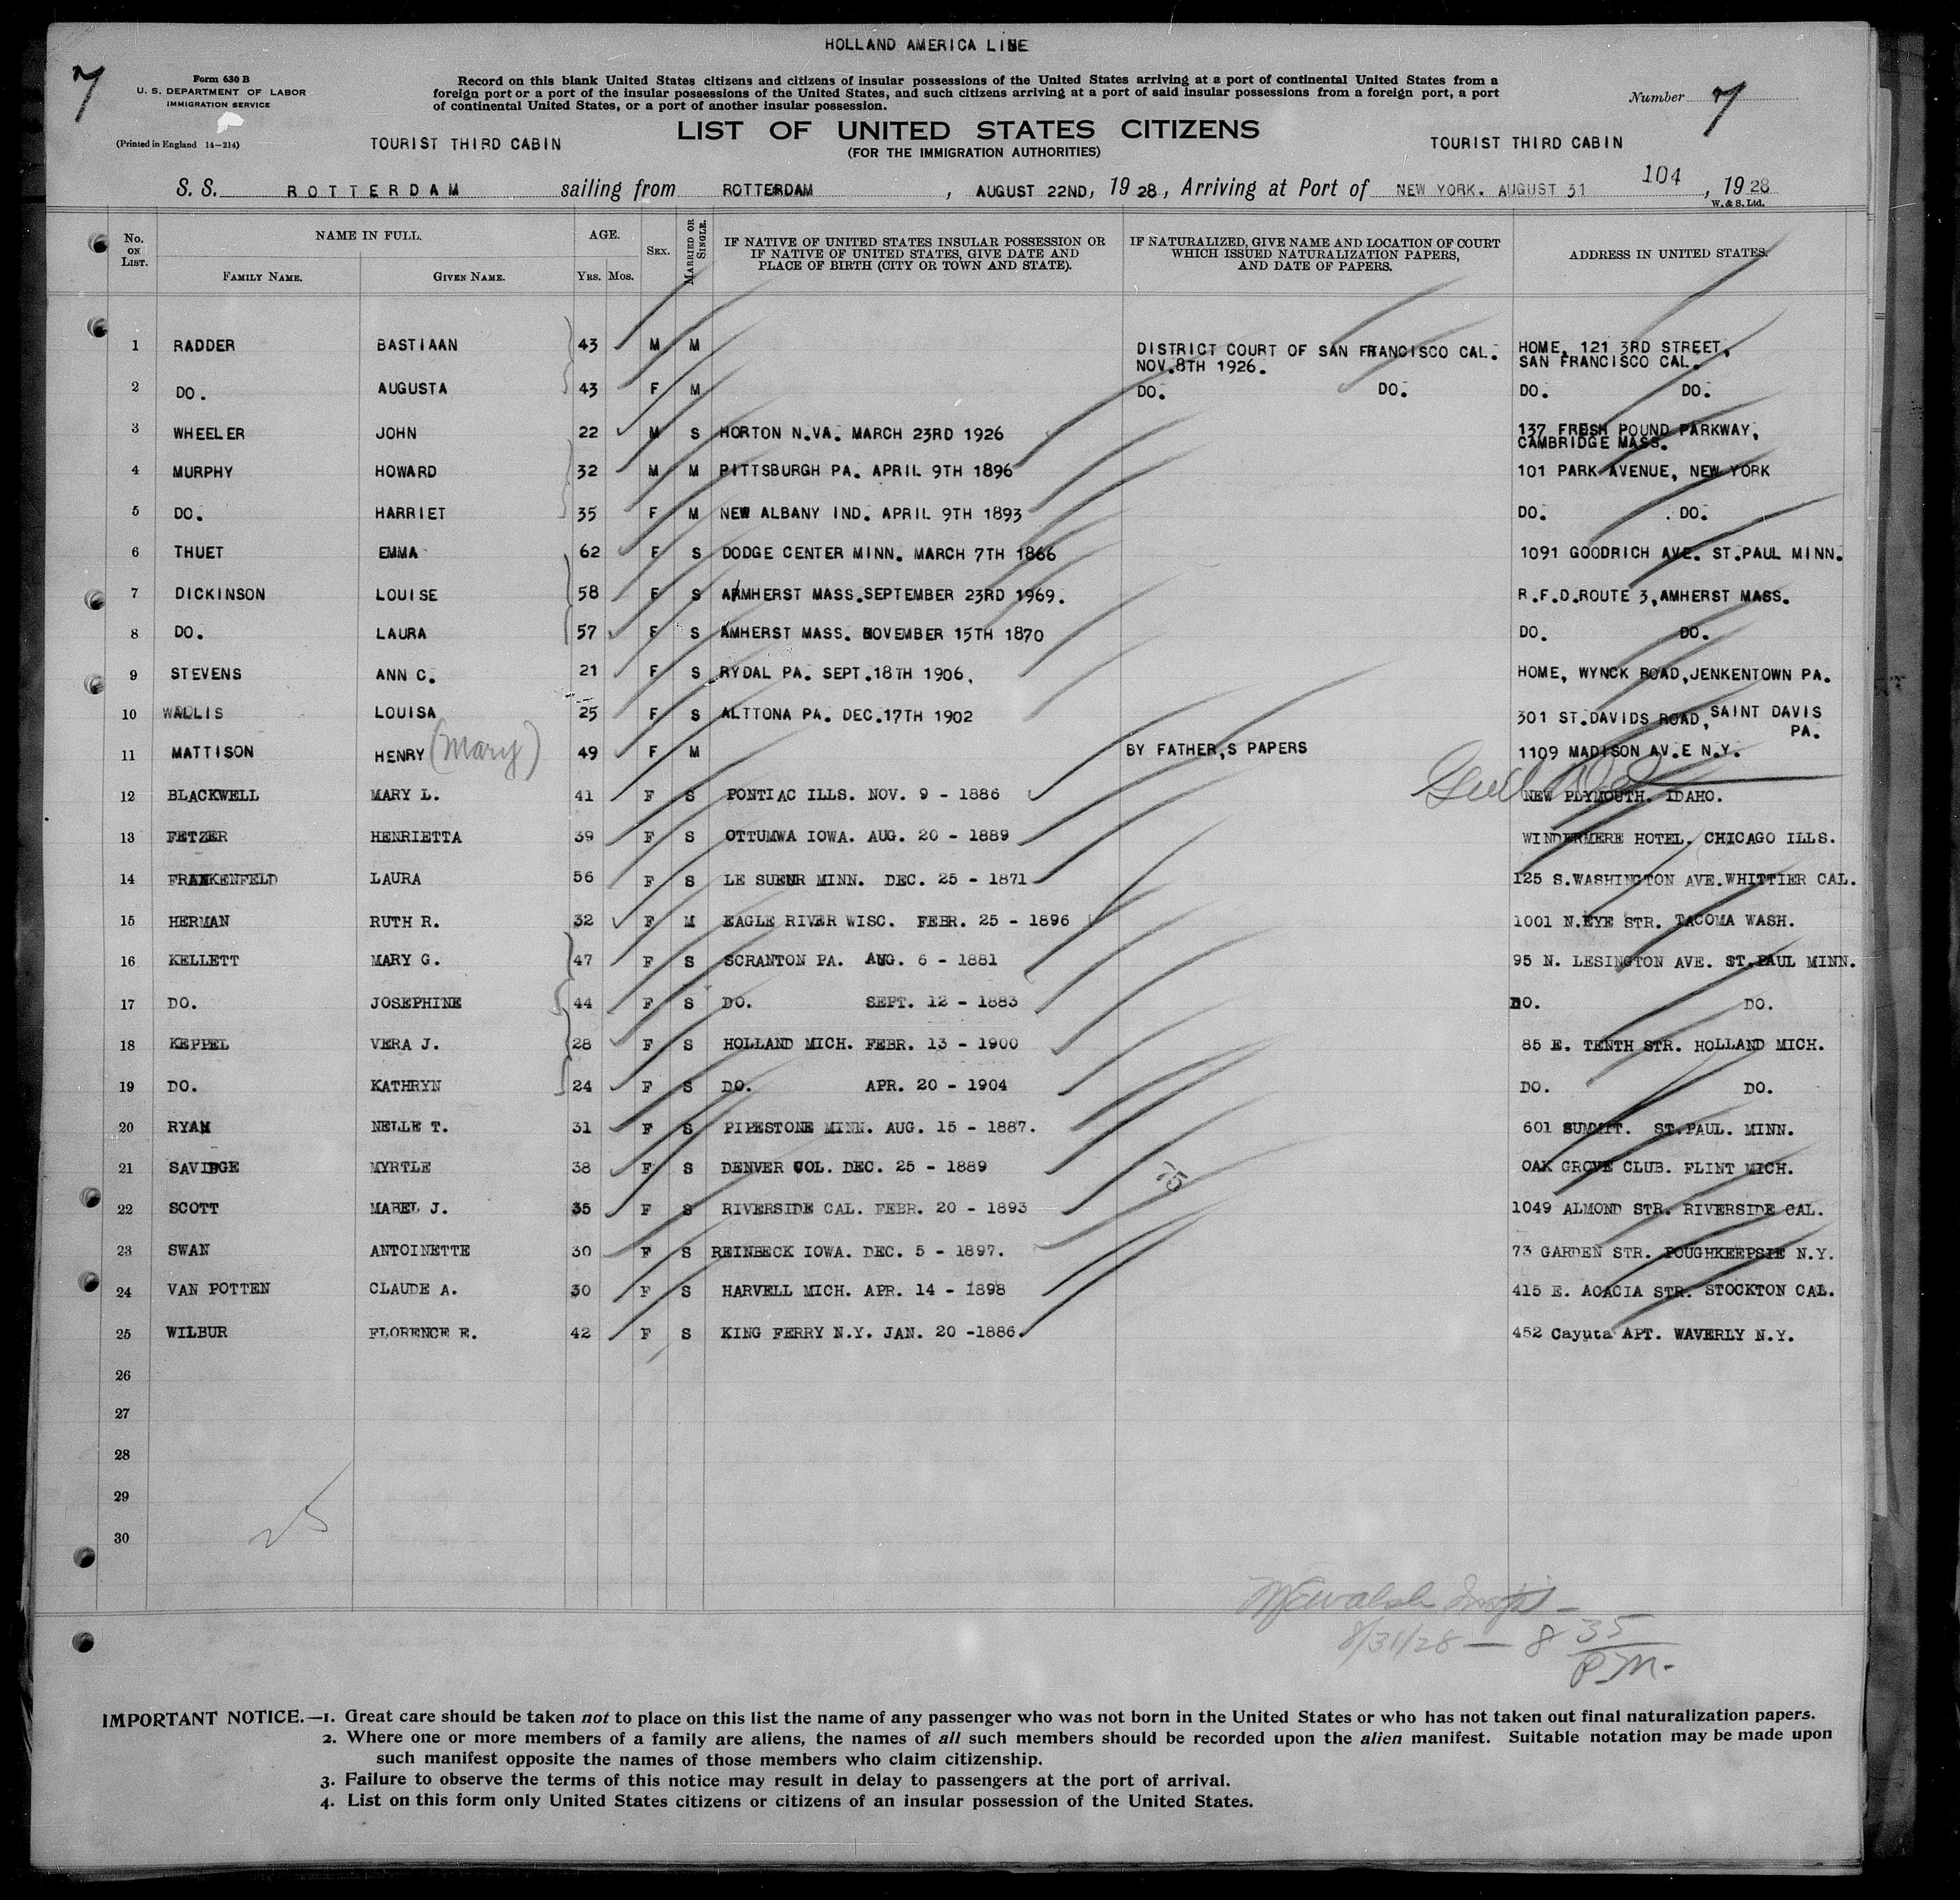 HOLLAND AMERICA LINE
7
Form 630 B
U. S. DEPARTMENT OF LABOR
IMMIGRATION SERVICE
(Printed in England 14—214)
Record on this blank United States citizens and citizens of insular possessions of the United States arriving at a port of continental United States from a
foreign port or a port of the insular possessions of the United States, and such citizens arriving at a port of said insular possessions from a foreign port, a port
of continental United States, or a port of another insular possession.
Number 7
TOURIST THIRD CABIN
LIST OF UNITED STATES CITIZENS
(FOR THE IMMIGRATION AUTHORITIES)
TOURIST THIRD CABIN
S. S. ROTTERDAM sailing from ROTTERDAM , AUGUST 22ND, 19 28, Arriving at Port of NEW YORK. AUGUST 31 104 , 19 28
W. & S. Ltd.
No. ON LIST. NAME IN FULL. FAMILY NAME. GIVEN NAME. AGE. YRS. MOS. SEX. MARRIED OR SINGLE. IF NATIVE OF UNITED STATES INSULAR POSSESSION OR IF NATIVE OF UNITED STATES, GIVE DATE AND PLACE OF BIRTH (CITY OR TOWN AND STATE). IF NATURALIZED, GIVE NAME AND LOCATION OF COURT WHICH ISSUED NATURALIZATION PAPERS, AND DATE OF PAPERS. ADDRESS IN UNITED STATES.
1 RADDER BASTIAAN 43 M M DISTRICT COURT OF SAN FRANCISCO CAL. NOV.8TH 1926. HOME, 121 3RD STREET, SAN FRANCISCO CAL.
2 DO. AUGUSTA 43 F M DO. DO. DO. DO.
3 WHEELER JOHN 22 M S HORTON N.VA. MARCH 23RD 1926 137 FRESH POUND PARKWAY, CAMBRIDGE MASS.
4 MURPHY HOWARD 32 M M PITTSBURGH PA. APRIL 9TH 1896 101 PARK AVENUE, NEW YORK
5 DO. HARRIET 35 F M NEW ALBANY IND. APRIL 9TH 1893 DO. DO.
6 THUET EMMA 62 F S DODGE CENTER MINN. MARCH 7TH 1866 1091 GOODRICH AVE. ST.PAUL MINN.
7 DICKINSON LOUISE 58 F S ARMHERST MASS.SEPTEMBER 23RD 1969. R.F.D.ROUTE 3,AMHERST MASS.
8 DO. LAURA 57 F S AMHERST MASS. NOVEMBER 15TH 1870 DO. DO.
9 STEVENS ANN C. 21 F S RYDAL PA. SEPT.18TH 1906. HOME, WYNCK ROAD,JENKENTOWN PA.
10 WALLIS LOUISA 25 F S ALTTONA PA. DEC.17TH 1902 301 ST.DAVIDS ROAD, SAINT DAVIS PA.
11 MATTISON HENRY (Mary) 49 F M BY FATHER,S PAPERS 1109 MADISON AV.E N.Y.
12 BLACKWELL MARY L. 41 F S PONTIAC ILLS. NOV. 9 - 1886 NEW PLYMOUTH. IDAHO.
13 FETZER HENRIETTA 39 F S OTTUMWA IOWA. AUG. 20 - 1889 WINDERMERE HOTEL. CHICAGO ILLS.
14 FRANKENFELD LAURA 56 F S LE SUEUR MINN. DEC. 25 - 1871 125 S.WASHINGTON AVE.WHITTIER CAL.
15 HERMAN RUTH R. 32 F M EAGLE RIVER WISC. FEBR. 25 - 1896 1001 N.EYE STR. TACOMA WASH.
16 KELLETT MARY G. 47 F S SCRANTON PA. AUG. 6 - 1881 95 N. LESINGTON AVE. ST.PAUL MINN.
17 DO. JOSEPHINE 44 F S DO. SEPT. 12 - 1883 DO. DO.
18 KEPPEL VERA J. 28 F S HOLLAND MICH. FEBR. 13 - 1900 85 E. TENTH STR. HOLLAND MICH.
19 DO. KATHRYN 24 F S DO. APR. 20 - 1904 DO. DO.
20 RYAN NELLE T. 31 F S PIPESTONE MINN. AUG. 15 - 1887. 601 SUMMIT. ST.PAUL. MINN.
21 SAVIDGE MYRTLE 38 F S DENVER COL. DEC. 25 - 1889 OAK GROVE CLUB. FLINT MICH.
75
22 SCOTT MABEL J. 35 F S RIVERSIDE CAL. FEBR. 20 - 1893 1049 ALMOND STR. RIVERSIDE CAL.
23 SWAN ANTOINETTE 30 F S REINBECK IOWA. DEC. 5 - 1897. 73 GARDEN STR. POUGHKEEPSIE N.Y.
24 VAN POTTEN CLAUDE A. 30 F S HARVELL MICH. APR. 14 - 1898 415 E. ACACIA STR. STOCKTON CAL.
25 WILBUR FLORENCE E. 42 F S KING FERRY N.Y. JAN. 20 -1886. 452 Cayuta APT. WAVERLY N.Y.
26
27
28
29
30
25
8/31/28 — 8 35
P.M.
IMPORTANT NOTICE.—1. Great care should be taken not to place on this list the name of any passenger who was not born in the United States or who has not taken out final naturalization papers.
2. Where one or more members of a family are aliens, the names of all such members should be recorded upon the alien manifest. Suitable notation may be made upon
such manifest opposite the names of those members who claim citizenship.
3. Failure to observe the terms of this notice may result in delay to passengers at the port of arrival.
4. List on this form only United States citizens or citizens of an insular possession of the United States.